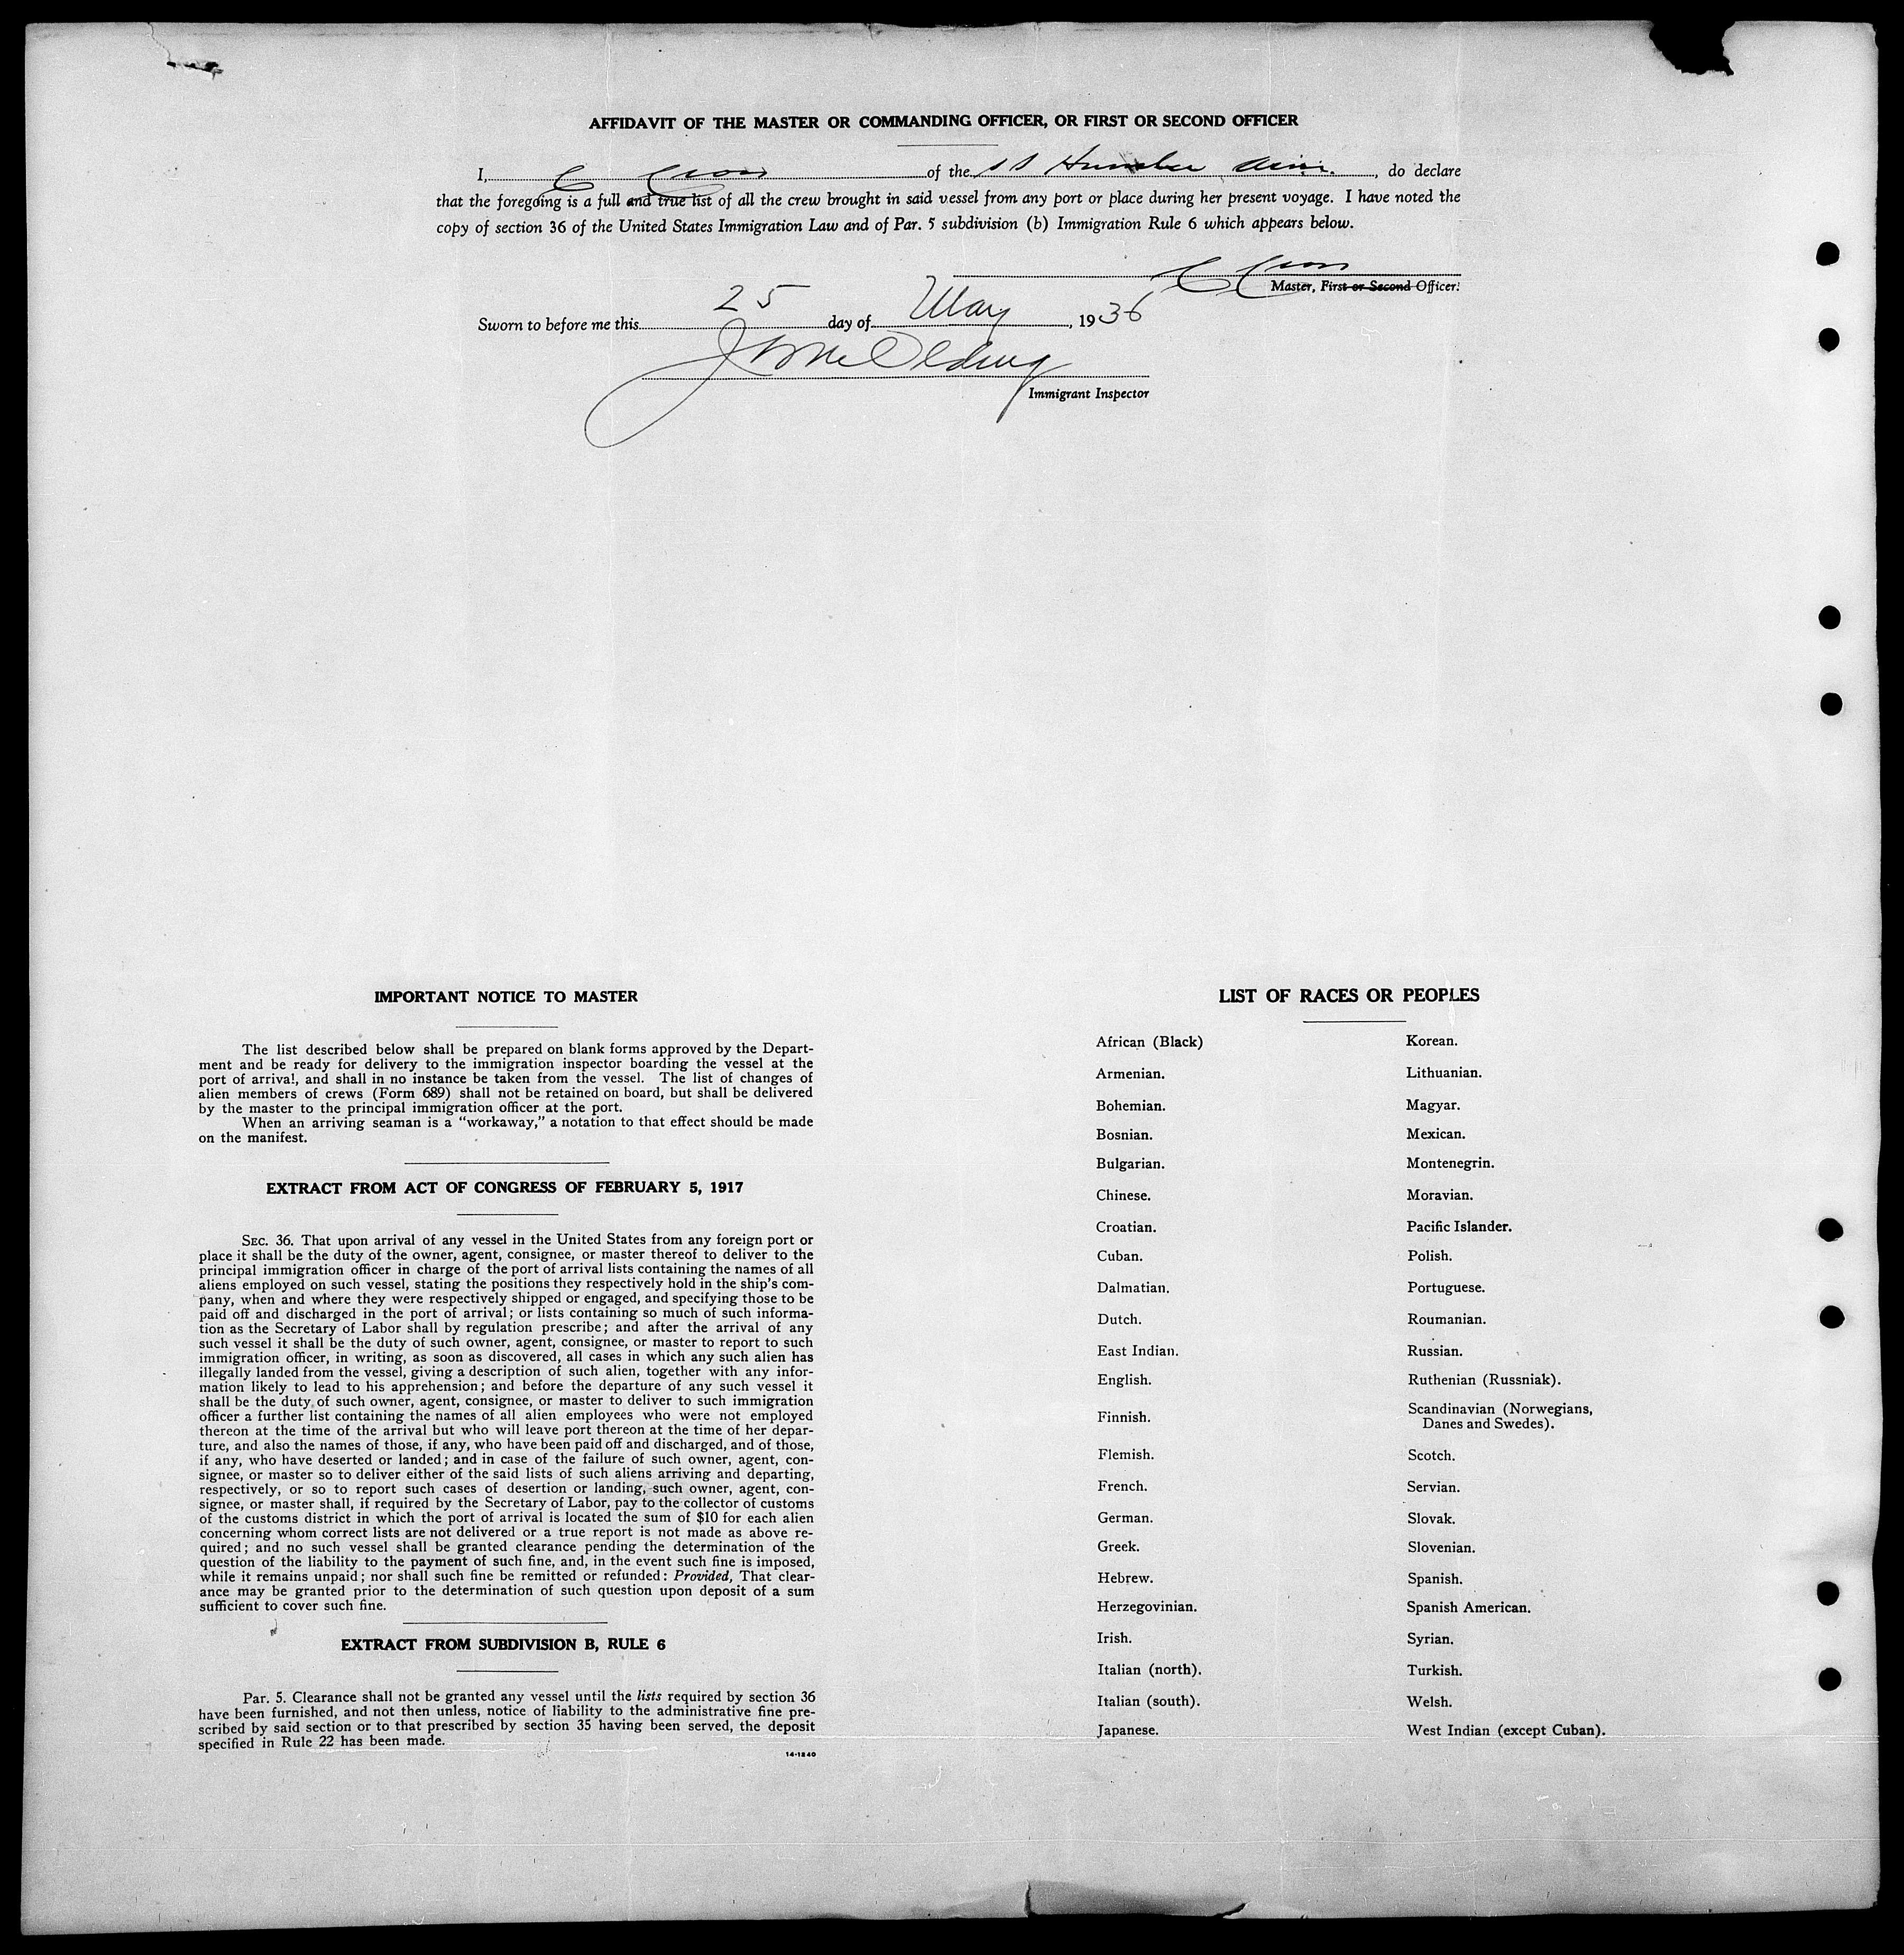 AFFIDAVIT OF THE MASTER OR COMMANDING OFFICER, OR FIRST OR SECOND OFFICER
I, C of the SS Humber Arm., do declare
that the foregoing is a full and true list of all the crew brought in said vessel from any port or place during her present voyage. I have noted the
copy of section 36 of the United States Immigration Law and of Par. 5 subdivision (b) Immigration Rule 6 which appears below.
C
Master, First or Second Officer.
Sworn to before me this 25 day of May, 1936
Immigrant Inspector
IMPORTANT NOTICE TO MASTER
The list described below shall be prepared on blank forms approved by the Depart-
ment and be ready for delivery to the immigration inspector boarding the vessel at the
port of arrival, and shall in no instance be taken from the vessel. The list of changes of
alien members of crews (Form 689) shall not be retained on board, but shall be delivered
by the master to the principal immigration officer at the port.
When an arriving seaman is a "workaway," a notation to that effect should be made
on the manifest.
EXTRACT FROM ACT OF CONGRESS OF FEBRUARY 5, 1917
SEC. 36. That upon arrival of any vessel in the United States from any foreign port or
place it shall be the duty of the owner, agent, consignee, or master thereof to deliver to the
principal immigration officer in charge of the port of arrival lists containing the names of all
aliens employed on such vessel, stating the positions they respectively hold in the ship's com-
pany, when and where they were respectively shipped or engaged, and specifying those to be
paid off and discharged in the port of arrival; or lists containing so much of such informa-
tion as the Secretary of Labor shall by regulation prescribe; and after the arrival of any
such vessel it shall be the duty of such owner, agent, consignee, or master to report to such
immigration officer, in writing, as soon as discovered, all cases in which any such alien has
illegally landed from the vessel, giving a description of such alien, together with any infor-
mation likely to lead to his apprehension; and before the departure of any such vessel it
shall be the duty of such owner, agent, consignee, or master to deliver to such immigration
officer a further list containing the names of all alien employees who were not employed
thereon at the time of the arrival but who will leave port thereon at the time of her depar-
ture, and also the names of those, if any, who have been paid off and discharged, and of those,
if any, who have deserted or landed; and in case of the failure of such owner, agent, con-
signee, or master so to deliver either of the said lists of such aliens arriving and departing,
respectively, or so to report such cases of desertion or landing, such owner, agent, con-
signee, or master shall, if required by the Secretary of Labor, pay to the collector of customs
of the customs district in which the port of arrival is located the sum of $10 for each alien
concerning whom correct lists are not delivered or a true report is not made as above re-
quired; and no such vessel shall be granted clearance pending the determination of the
question of the liability to the payment of such fine, and, in the event such fine is imposed,
while it remains unpaid; nor shall such fine be remitted or refunded: Provided, That clear-
ance may be granted prior to the determination of such question upon deposit of a sum
sufficient to cover such fine.
EXTRACT FROM SUBDIVISION B, RULE 6
Par. 5. Clearance shall not be granted any vessel until the lists required by section 36
have been furnished, and not then unless, notice of liability to the administrative fine pre-
scribed by said section or to that prescribed by section 35 having been served, the deposit
specified in Rule 22 has been made.
14-1240
LIST OF RACES OR PEOPLES
African (Black)
Armenian.
Bohemian.
Bosnian.
Bulgarian.
Chinese.
Croatian.
Cuban.
Dalmatian.
Dutch.
East Indian.
English.
Finnish.
Flemish.
French.
German.
Greek.
Hebrew.
Herzegovinian.
Irish.
Italian (north).
Italian (south).
Japanese.
Korean.
Lithuanian.
Magyar.
Mexican.
Montenegrin.
Moravian.
Pacific Islander.
Polish.
Portuguese.
Roumanian.
Russian.
Ruthenian (Russniak).
Scandinavian (Norwegians,
Danes and Swedes).
Scotch.
Servian.
Slovak.
Slovenian.
Spanish.
Spanish American.
Syrian.
Turkish.
Welsh.
West Indian (except Cuban).